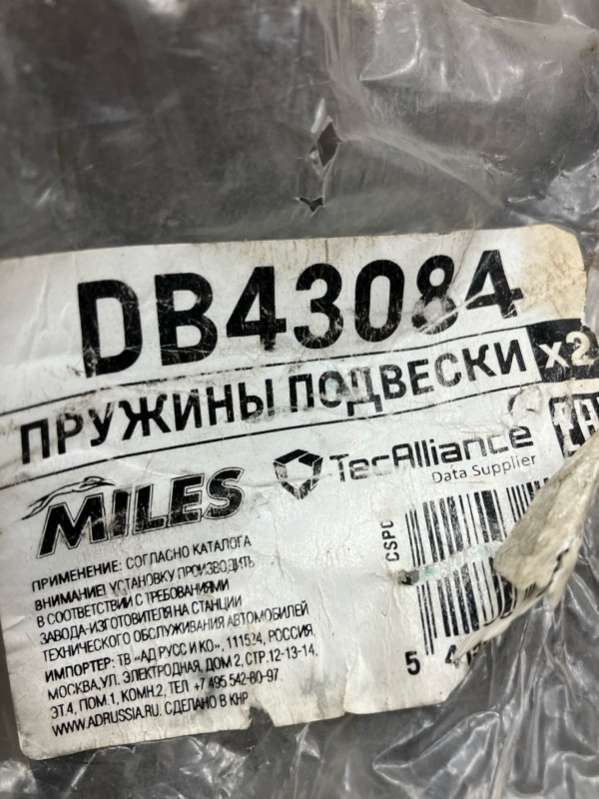 DB43084
ПРУЖИНЫ ПОДВЕСКИ x2
MILES TecAlliance
Data Supplier
CSPC
ПРИМЕНЕНИЕ: СОГЛАСНО КАТАЛОГА
ВНИМАНИЕ! УСТАНОВКУ ПРОИЗВОДИТЬ
В СООТВЕТСТВИИ С ТРЕБОВАНИЯМИ
ЗАВОДА-ИЗГОТОВИТЕЛЯ НА СТАНЦИИ
ТЕХНИЧЕСКОГО ОБСЛУЖИВАНИЯ АВТОМОБИЛЕЙ
ИМПОРТЕР: ТВ «АД РУСС И КО», 111524, РОССИЯ,
МОСКВА, УЛ. ЭЛЕКТРОДНАЯ, ДОМ 2, СТР. 12-13-14,
ЭТ.4, ПОМ.1, КОМН.2, ТЕЛ +7 495 542-80-97.
WWW.ADRUSSIA.RU. СДЕЛАНО В КНР
5 4